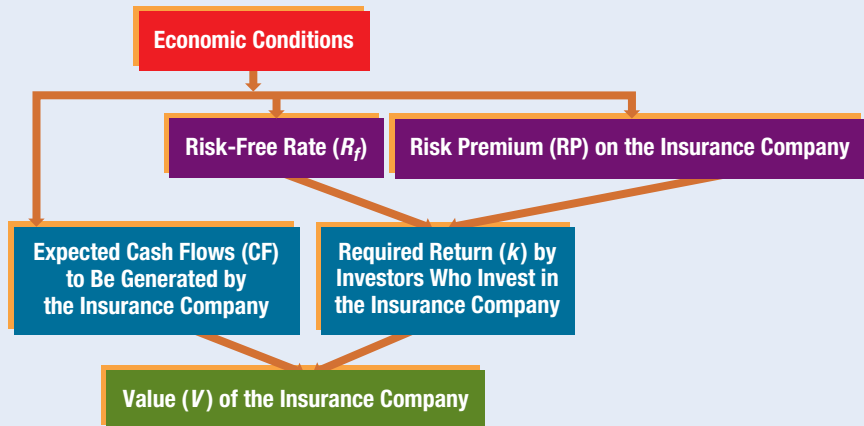 Economic Conditions
Risk-Free Rate (Rf)
Risk Premium (RP) on the Insurance Company
Expected Cash Flows (CF)
to Be Generated by
the Insurance Company
Required Return (k) by
Investors Who Invest in
the Insurance Company
Value (V) of the Insurance Company